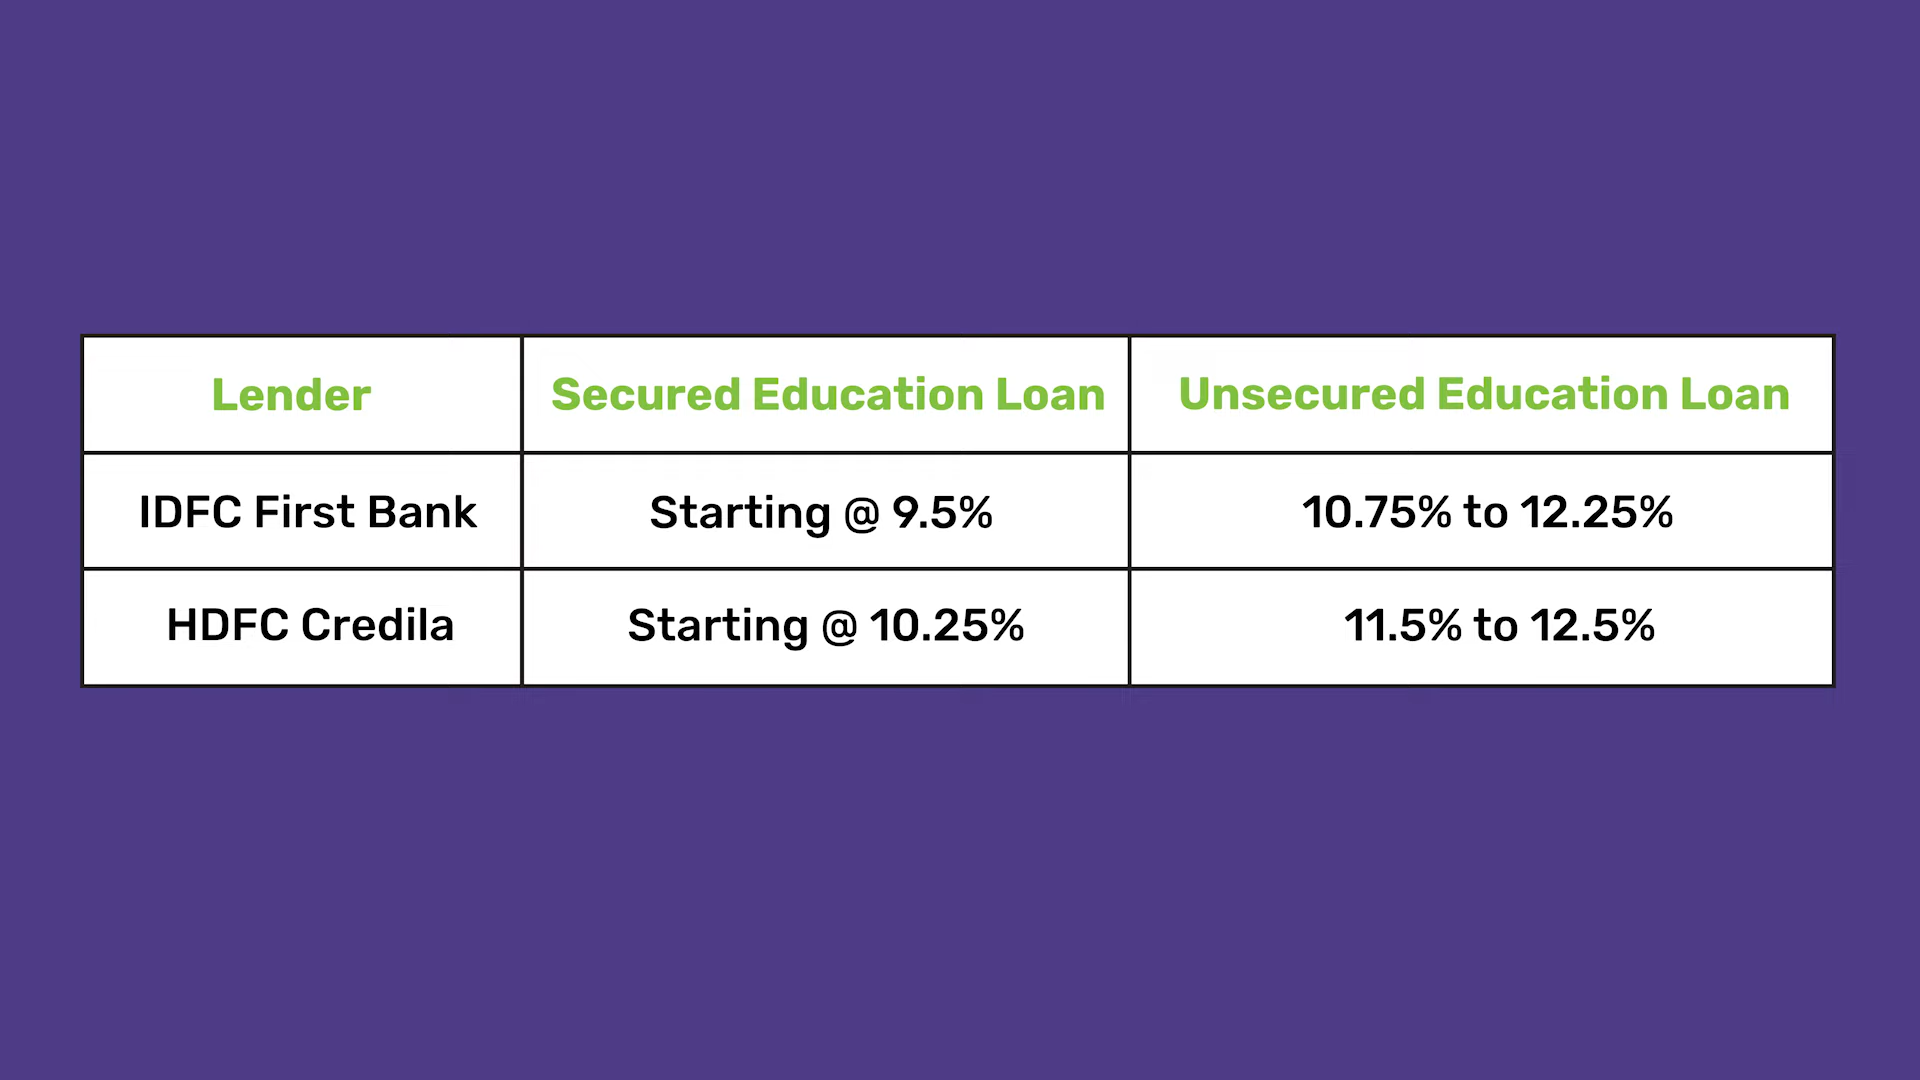 Lender Secured Education Loan Unsecured Education Loan
IDFC First Bank Starting @ 9.5% 10.75% to 12.25%
HDFC Credila Starting @ 10.25% 11.5% to 12.5%